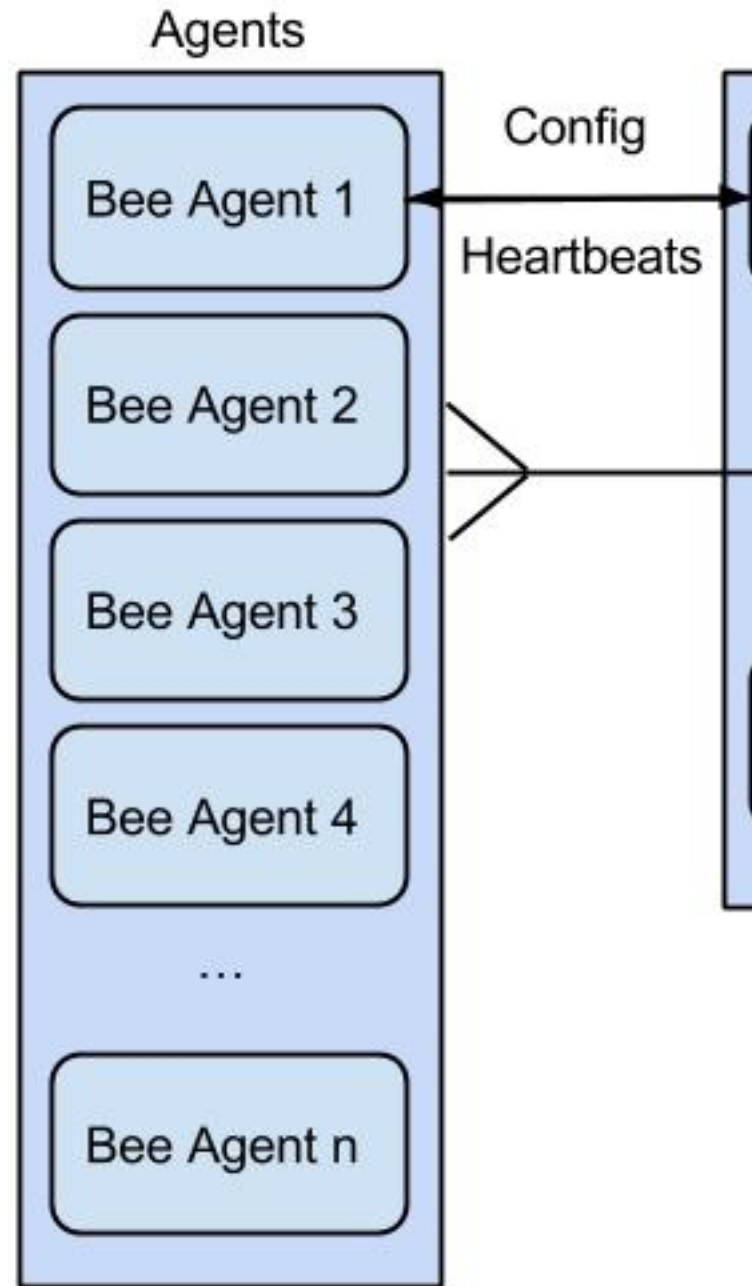 Agents
Bee Agent 1
Config
Heartbeats
Bee Agent 2
Bee Agent 3
Bee Agent 4
...
Bee Agent n